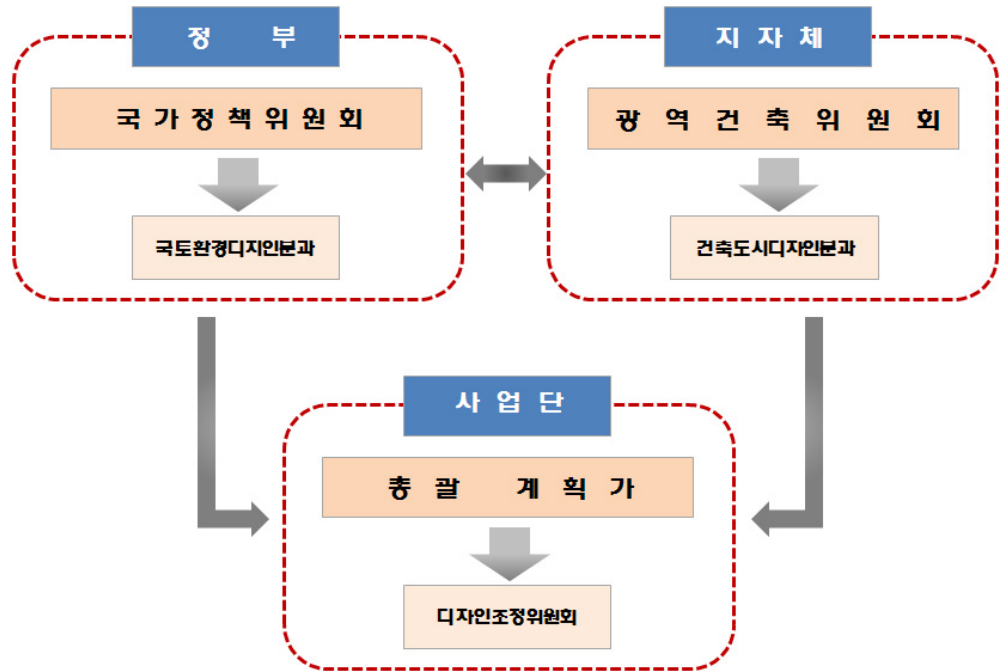 정 부
지 자 체
국 가 정 책 위 원 회
광 역 건 축 위 원 회
국토환경디지인분과
건축도시디자인분과
사 업 단
총 괄 계 획 가
디자인조정위원회